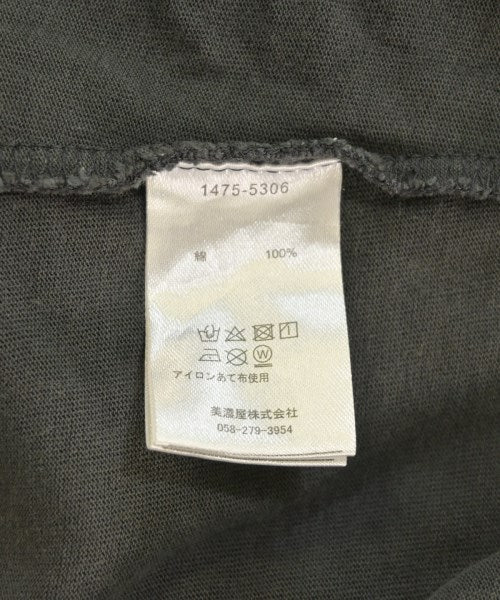 1475-5306
綿 100%
W
アイロンあて布使用
美濃屋株式会社
058-279-3954